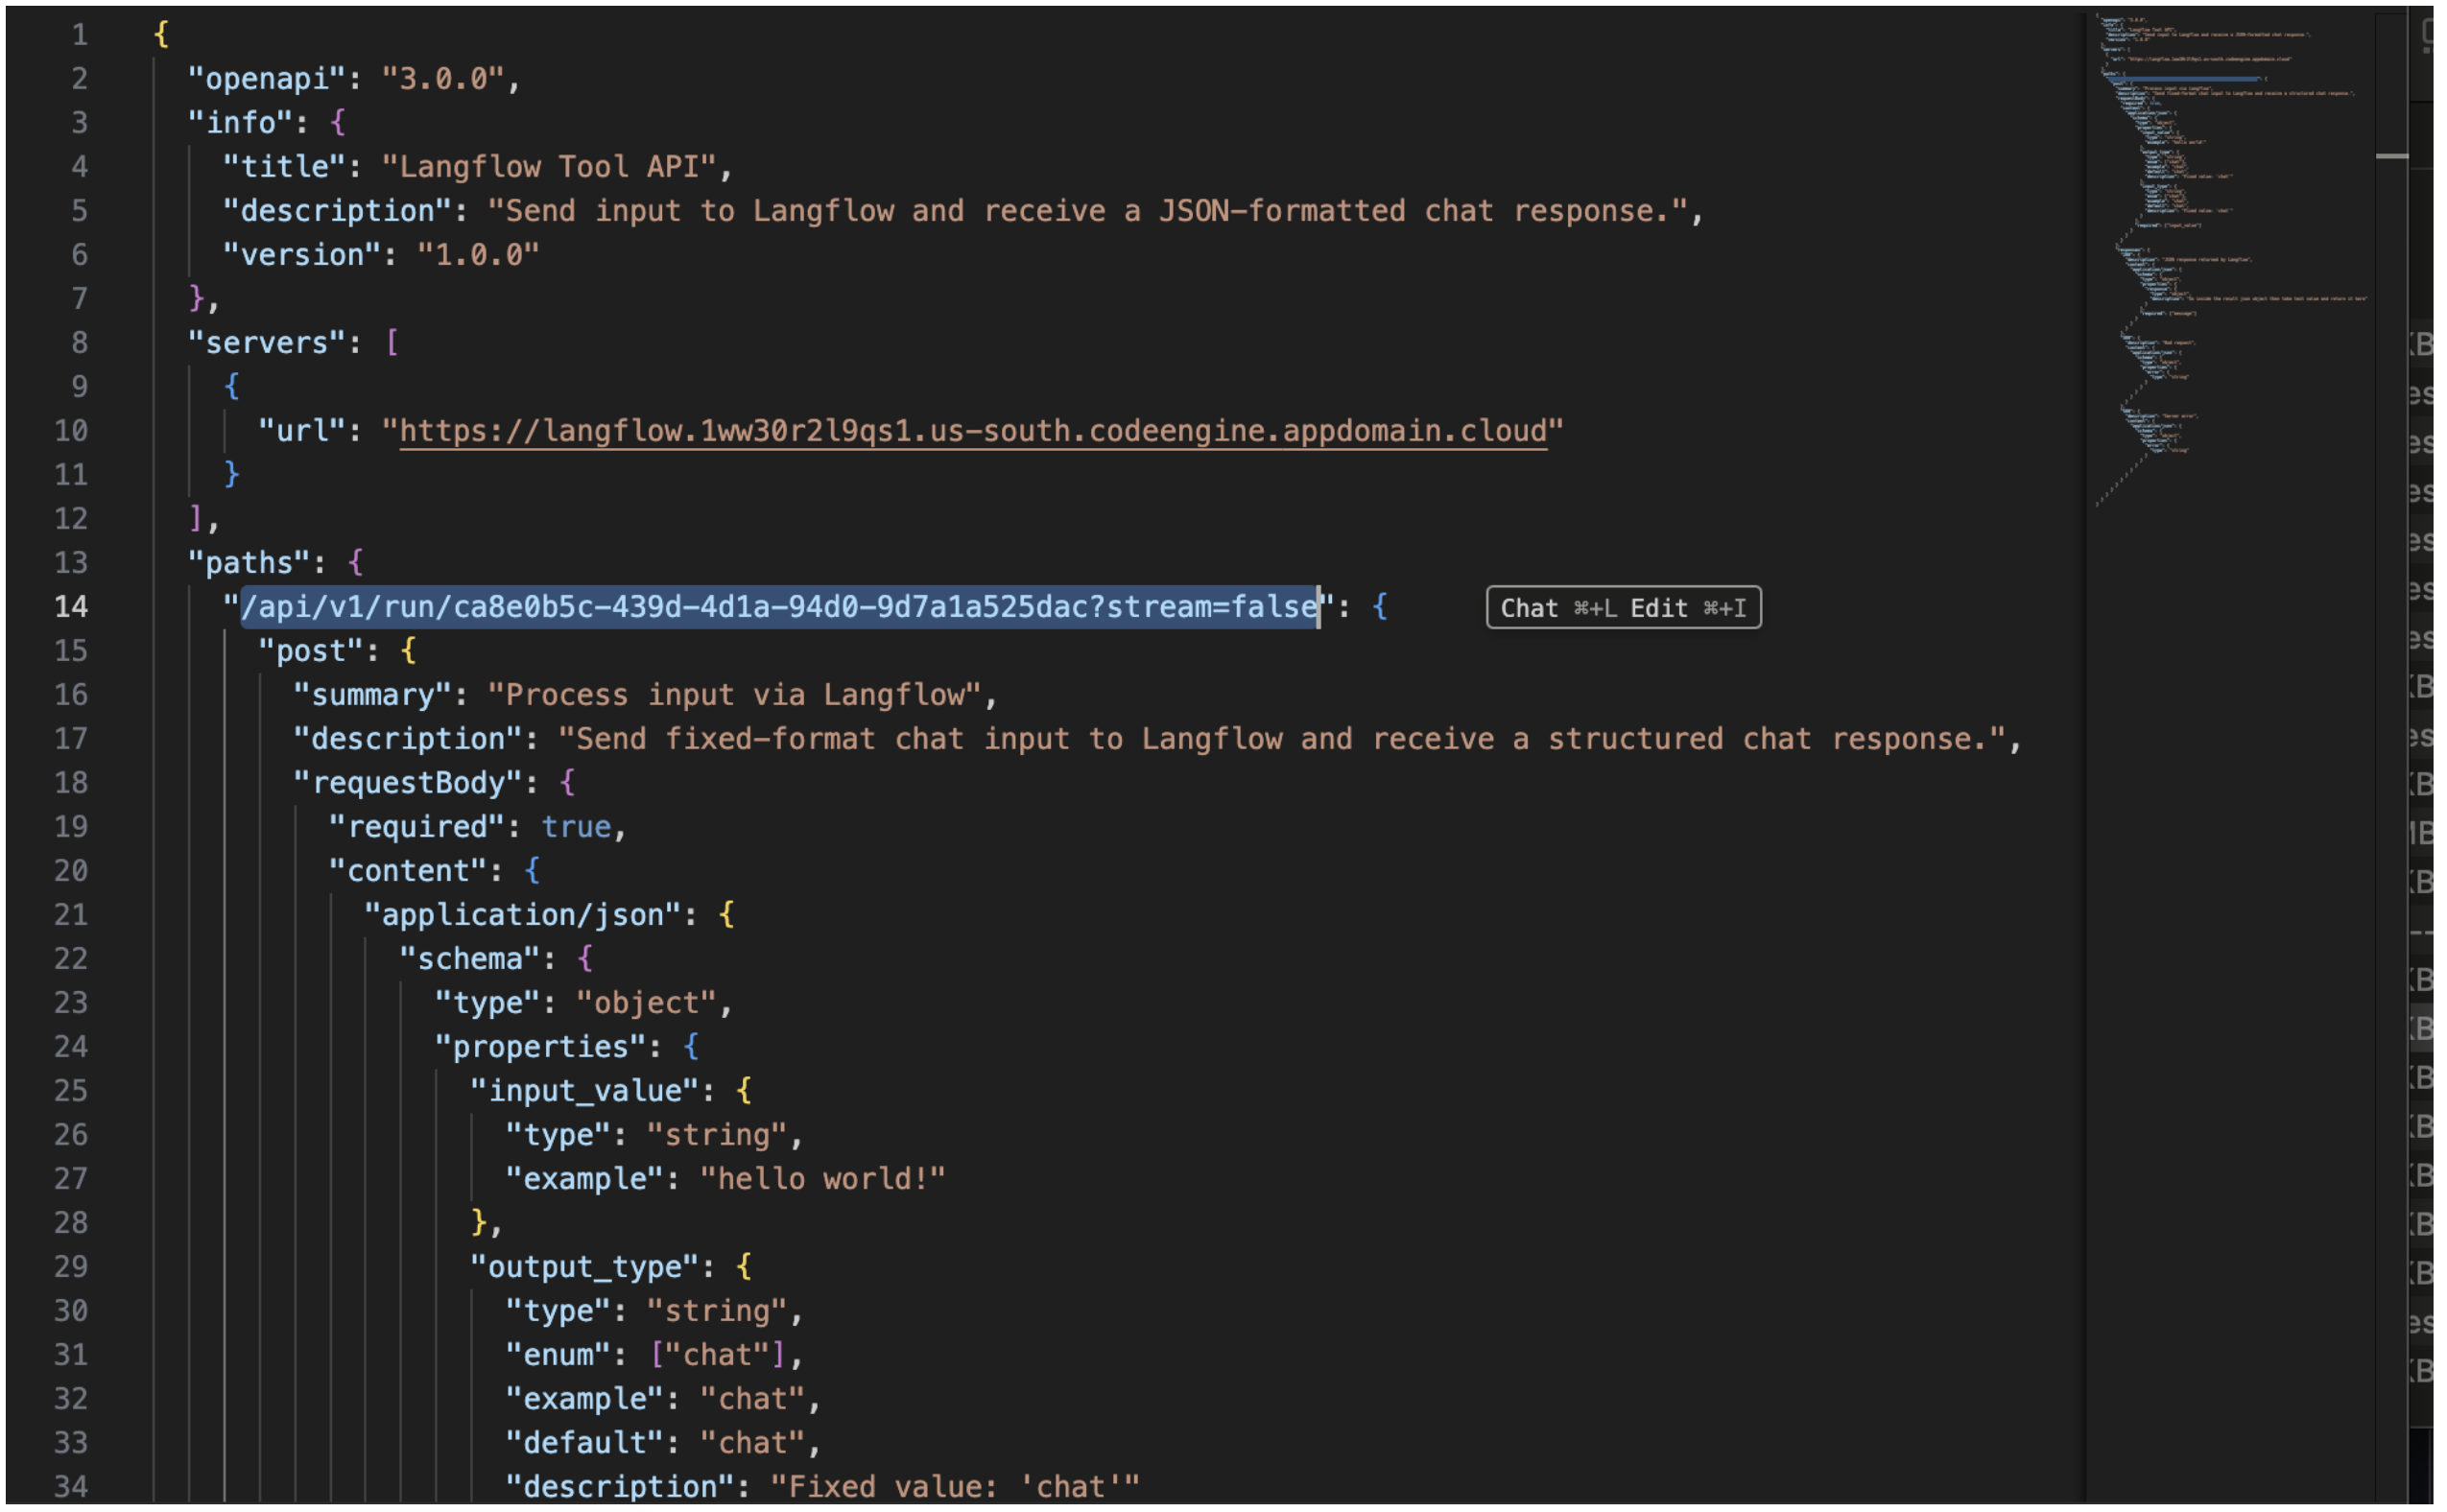 1 {
2 "openapi": "3.0.0",
3 "info": {
4 "title": "Langflow Tool API",
5 "description": "Send input to Langflow and receive a JSON-formatted chat response.",
6 "version": "1.0.0"
7 },
8 "servers": [
9 {
10 "url": "https://langflow.1ww30r2l9qs1.us-south.codeengine.appdomain.cloud"
11 }
12 ],
13 "paths": {
14 "/api/v1/run/ca8e0b5c-439d-4d1a-94d0-9d7a1a525dac?stream=false": { Chat ⌘+L Edit ⌘+I
15 "post": {
16 "summary": "Process input via Langflow",
17 "description": "Send fixed-format chat input to Langflow and receive a structured chat response.",
18 "requestBody": {
19 "required": true,
20 "content": {
21 "application/json": {
22 "schema": {
23 "type": "object",
24 "properties": {
25 "input_value": {
26 "type": "string",
27 "example": "hello world!"
28 },
29 "output_type": {
30 "type": "string",
31 "enum": ["chat"],
32 "example": "chat",
33 "default": "chat",
34 "description": "Fixed value: 'chat'"